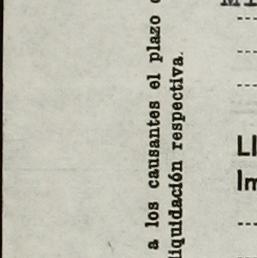 a los causantes el plazo
liquidación respectiva.